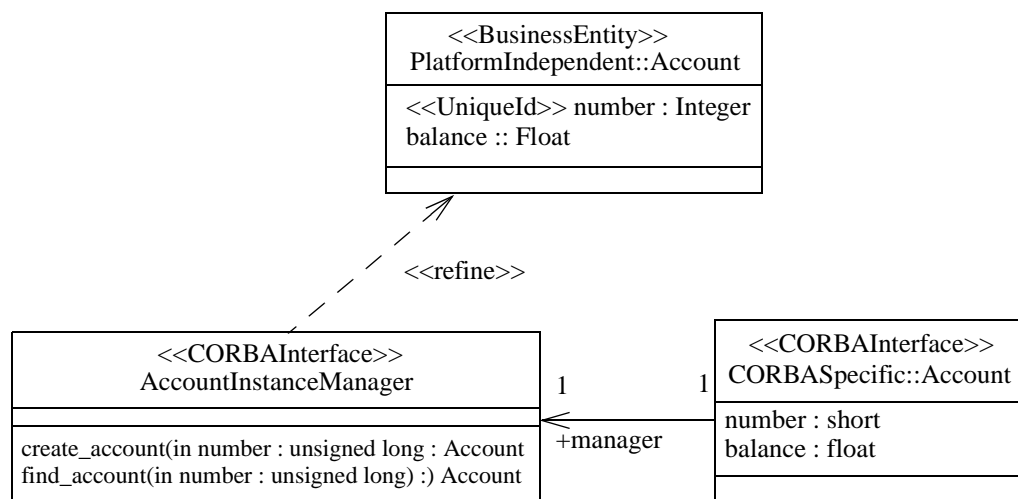 <<BusinessEntity>>
PlatformIndependent::Account
<<UniqueId>> number : Integer
balance :: Float
<<refine>>
<<CORBAInterface>>
AccountInstanceManager
create_account(in number : unsigned long : Account
find_account(in number : unsigned long) :) Account
1
1
+manager
<<CORBAInterface>>
CORBASpecific::Account
number : short
balance : float